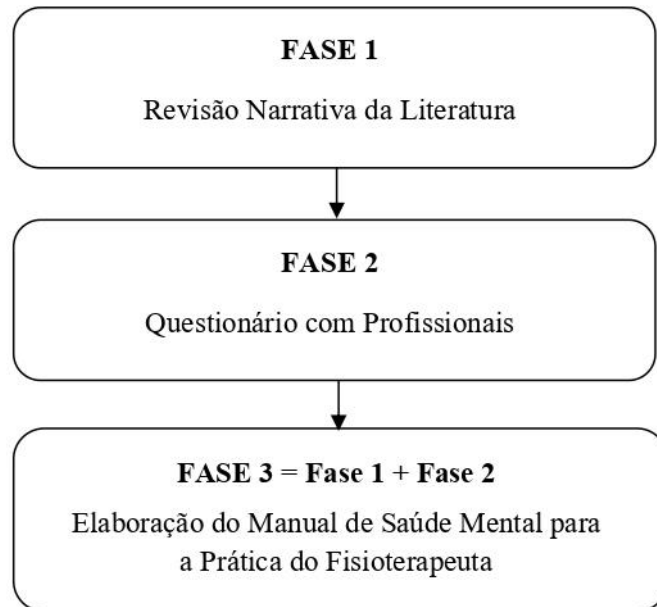 FASE 1
Revisão Narrativa da Literatura
FASE 2
Questionário com Profissionais
FASE 3 = Fase 1 + Fase 2
Elaboração do Manual de Saúde Mental para
a Prática do Fisioterapeuta